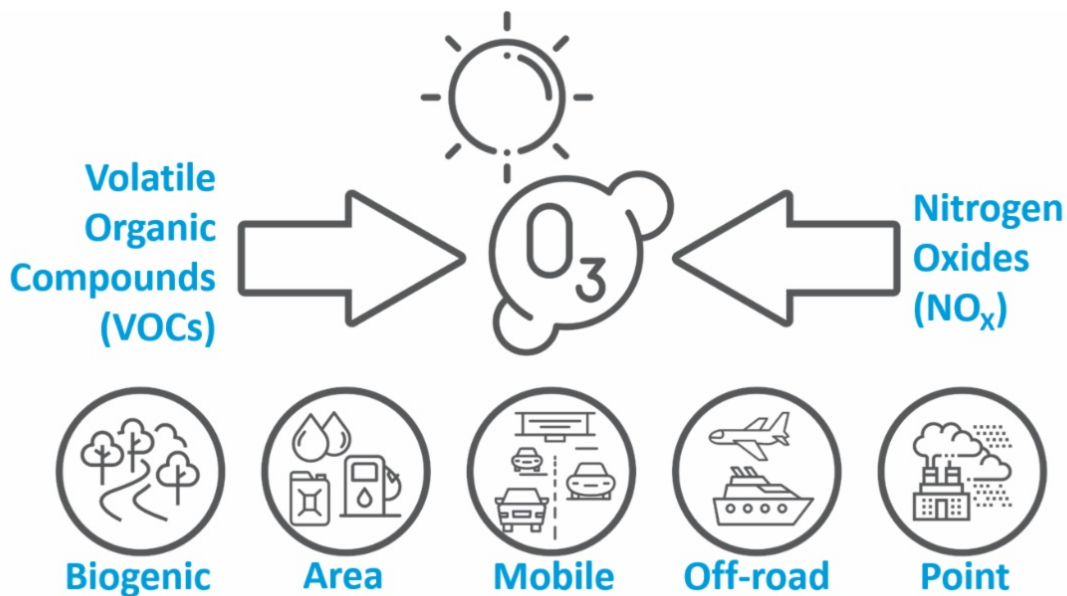 Volatile
Organic
Compounds
(VOCs)
O3
Nitrogen
Oxides
(NOX)
Biogenic
Area
Mobile
Off-road
Point